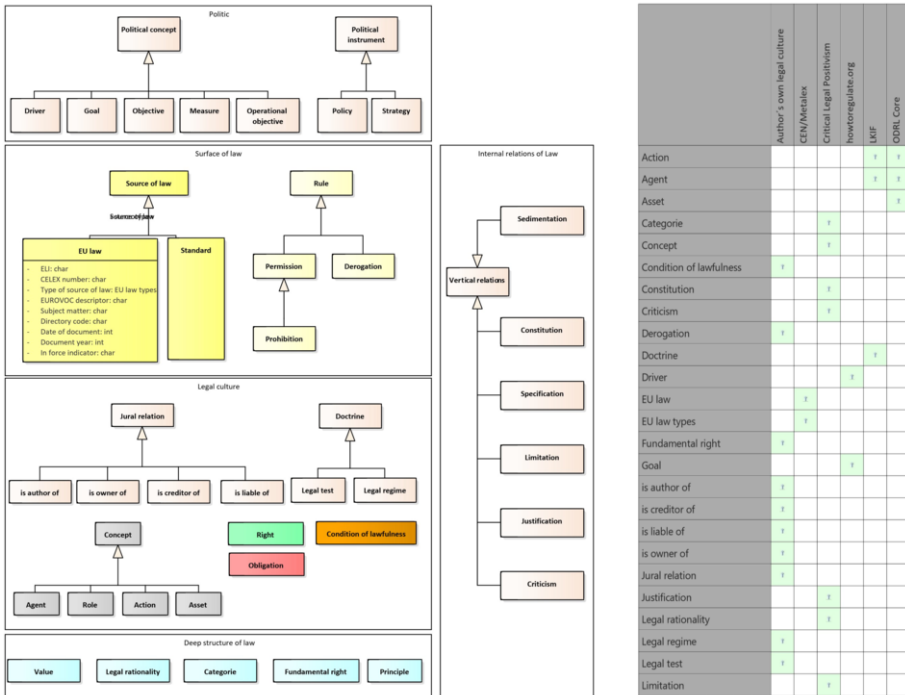 Politic
Political concept
Political
instrument
Driver
Goal
Objective
Measure
Operational
objective
Policy
Strategy
Surface of law
Source of law
Rule
EU law
- ELI: char
- CELEX number: char
- Type of source of law: EU law types
- EUROVOC descriptor: char
- Subject matter: char
- Directory code: char
- Date of document: int
- Document year: int
- In force indicator: char
Standard
Permission
Derogation
Prohibition
Legal culture
Jural relation
Doctrine
is author of
is owner of
is creditor of
is liable of
Legal test
Legal regime
Concept
Right
Condition of lawfulness
Obligation
Agent
Role
Action
Asset
Deep structure of law
Value
Legal rationality
Categorie
Fundamental right
Principle
Internal relations of Law
Sedimentation
Vertical relations
Constitution
Specification
Limitation
Justification
Criticism
Author's own legal culture
CEN/Metalex
Critical Legal Positivism
howtoregulate.org
LKIF
ODRL Core
Action
Agent
Asset
Categorie
Concept
Condition of lawfulness
Constitution
Criticism
Derogation
Doctrine
Driver
EU law
EU law types
Fundamental right
Goal
is author of
is creditor of
is liable of
is owner of
Jural relation
Justification
Legal rationality
Legal regime
Legal test
Limitation